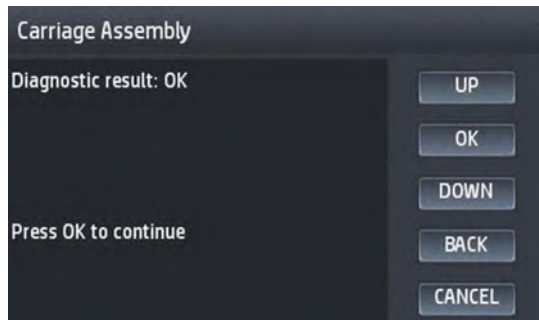 Carriage Assembly
Diagnostic result: OK
Press OK to continue
UP
OK
DOWN
BACK
CANCEL